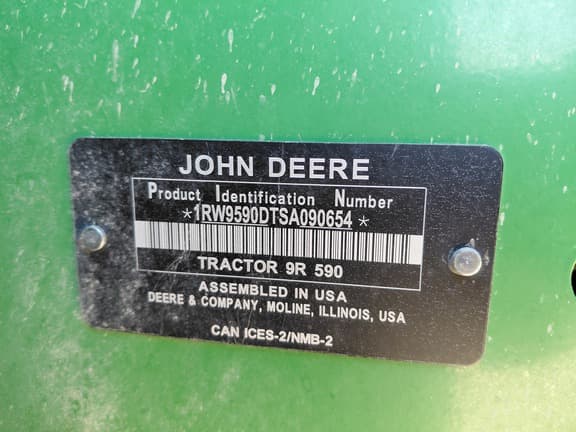 JOHN DEERE
Product Identification Number
*1RW9590DTSA090654*
TRACTOR 9R 590
ASSEMBLED IN USA
DEERE & COMPANY, MOLINE, ILLINOIS, USA
CAN ICES-2/NMB-2